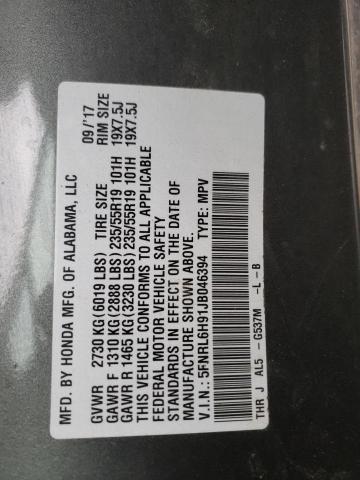 MFD. BY HONDA MFG. OF ALABAMA, LLC 09/'17
GVWR 2730 KG(6019 LBS) TIRE SIZE RIM SIZE
GAWR F 1310 KG(2888 LBS) 235/55R19 101H 19X7.5J
GAWR R 1465 KG(3230 LBS) 235/55R19 101H 19X7.5J
THIS VEHICLE CONFORMS TO ALL APPLICABLE
FEDERAL MOTOR VEHICLE SAFETY
STANDARDS IN EFFECT ON THE DATE OF
MANUFACTURE SHOWN ABOVE.
V.I.N.: 5FNRL6H91JB046394 TYPE: MPV
THR J AL5 - G537M -L -B